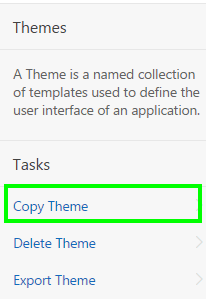 Themes
A Theme is a named collection
of templates used to define the
user interface of an application.
Tasks
Copy Theme
Delete Theme
Export Theme